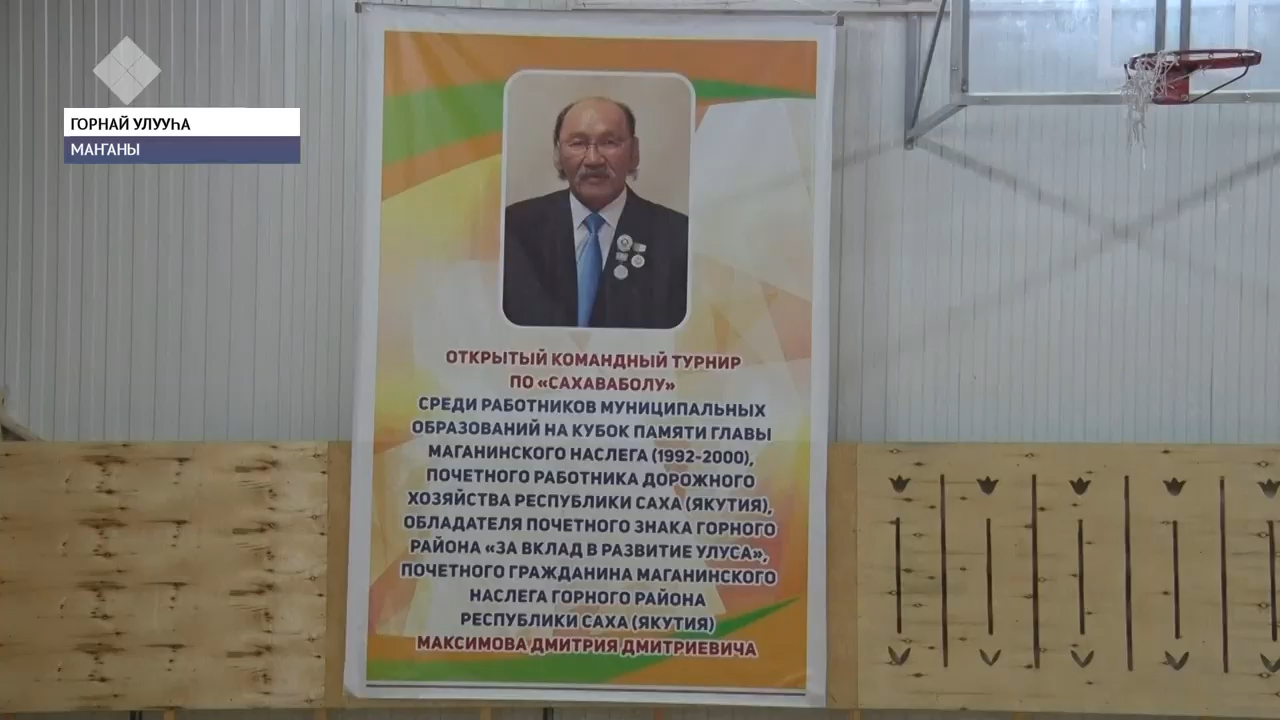 ГОРНАЙ УЛУУҺА
МАҤАНЫ
ОТКРЫТЫЙ КОМАНДНЫЙ ТУРНИР
ПО «САХАВАБОЛУ»
СРЕДИ РАБОТНИКОВ МУНИЦИПАЛЬНЫХ
ОБРАЗОВАНИЙ НА КУБОК ПАМЯТИ ГЛАВЫ
МАГАНИНСКОГО НАСЛЕГА (1992-2000),
ПОЧЕТНОГО РАБОТНИКА ДОРОЖНОГО
ХОЗЯЙСТВА РЕСПУБЛИКИ САХА (ЯКУТИЯ),
ОБЛАДАТЕЛЯ ПОЧЕТНОГО ЗНАКА ГОРНОГО
РАЙОНА «ЗА ВКЛАД В РАЗВИТИЕ УЛУСА»,
ПОЧЕТНОГО ГРАЖДАНИНА МАГАНИНСКОГО
НАСЛЕГА ГОРНОГО РАЙОНА
РЕСПУБЛИКИ САХА (ЯКУТИЯ)
МАКСИМОВА ДМИТРИЯ ДМИТРИЕВИЧА